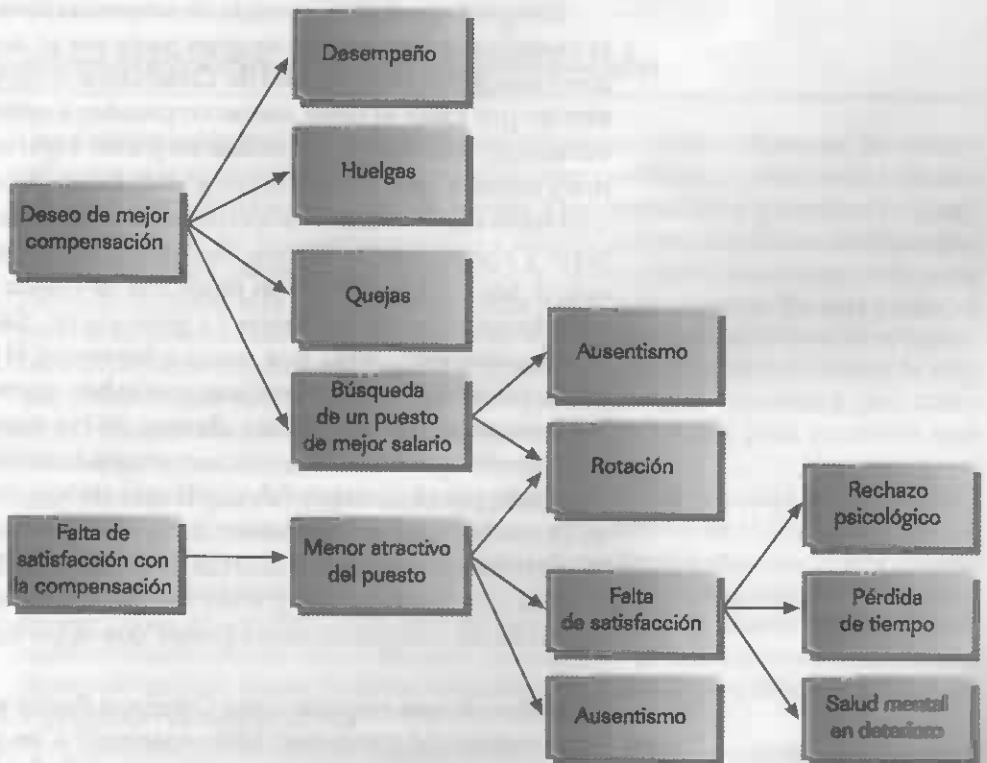 Desempeño
Huelgas
Deseo de mejor
compensación
Quejas
Búsqueda
de un puesto
de mejor salario
Ausentismo
Rotación
Falta de
satisfacción con
la compensación
Menor atractivo
del puesto
Falta
de satisfacción
Ausentismo
Rechazo
psicológico
Pérdida
de tiempo
Salud mental
en deterioro